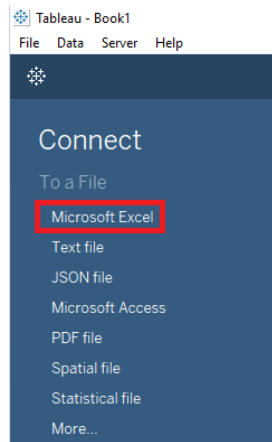 Tableau - Book1
File Data Server Help
Connect
To a File
Microsoft Excel
Text file
JSON file
Microsoft Access
PDF file
Spatial file
Statistical file
More...